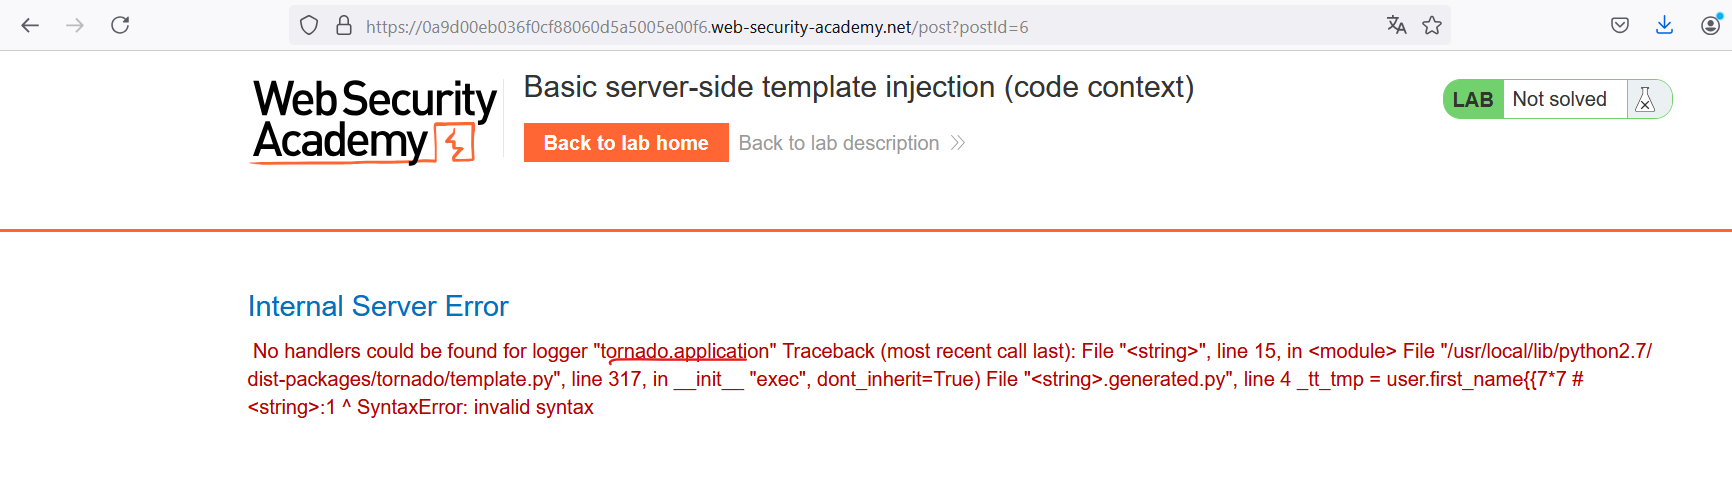 https://0a9d00eb036f0cf88060d5a5005e00f6.web-security-academy.net/post?postId=6
Web Security
Academy
Basic server-side template injection (code context)
Back to lab home
Back to lab description
LAB
Not solved
Internal Server Error
No handlers could be found for logger "tornado.application" Traceback (most recent call last): File "<string>", line 15, in <module> File "/usr/local/lib/python2.7/
dist-packages/tornado/template.py", line 317, in __init__ "exec", dont_inherit=True) File "<string>.generated.py", line 4 _tt_tmp = user.first_name{{7*7 #
<string>:1 ^ SyntaxError: invalid syntax